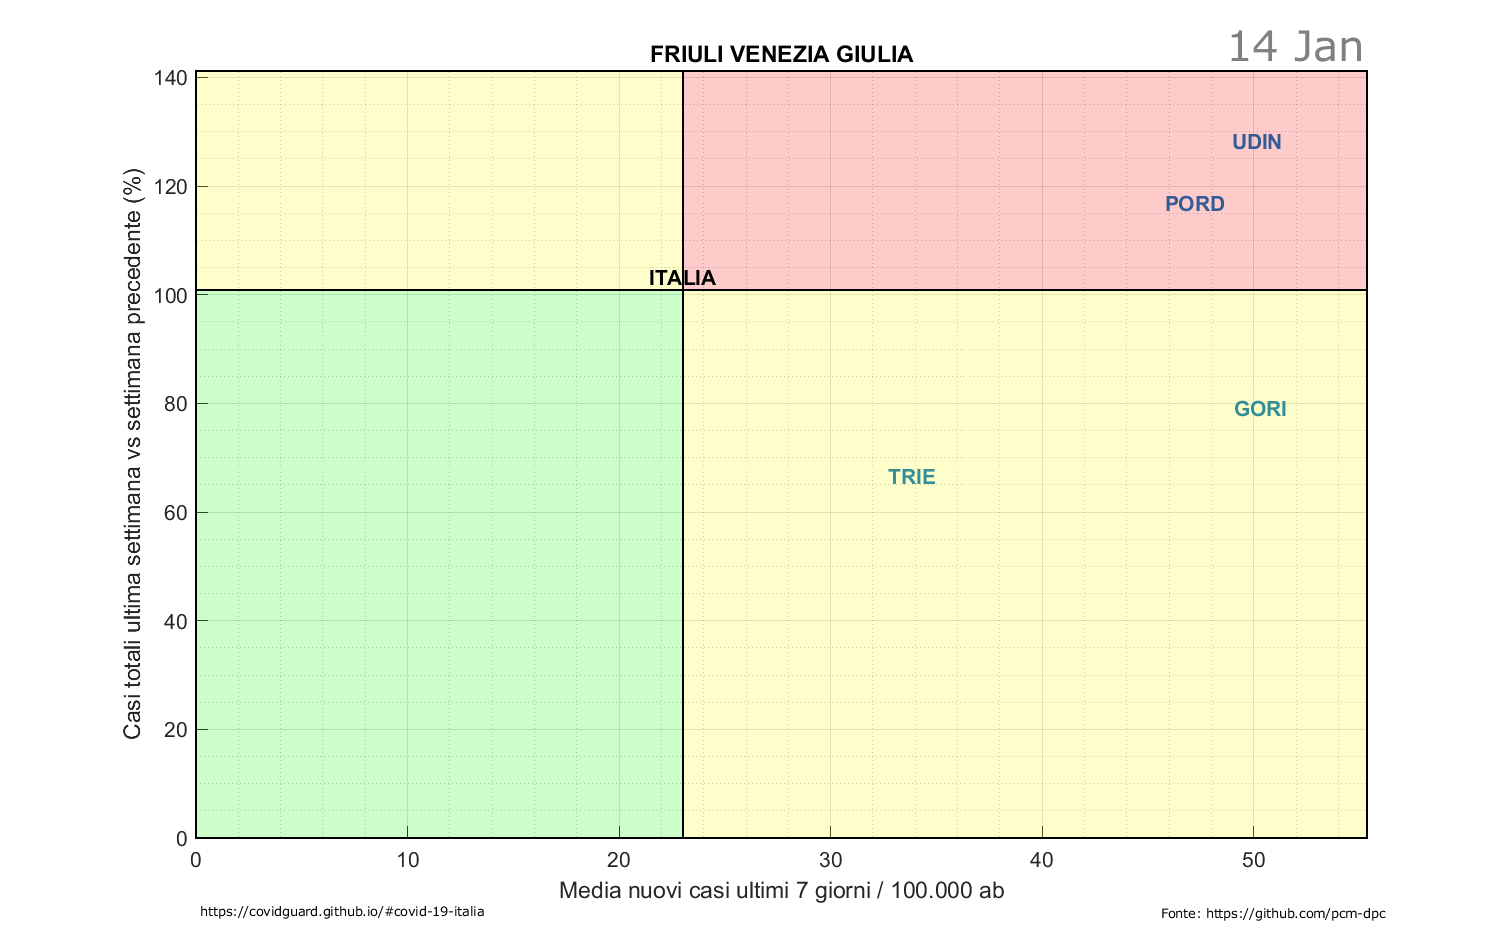 14 Jan
FRIULI VENEZIA GIULIA
140
120
100
80
60
40
20
0
Casi totali ultima settimana vs settimana precedente (%)
UDIN
PORD
ITALIA
GORI
TRIE
0 10 20 30 40 50
Media nuovi casi ultimi 7 giorni / 100.000 ab
https://covidguard.github.io/#covid-19-italia
Fonte: https://github.com/pcm-dpc